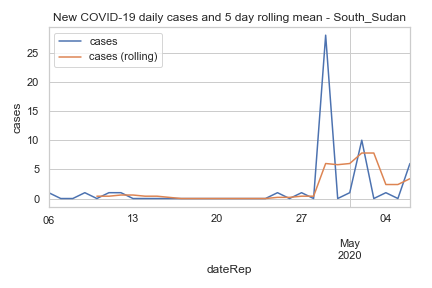 New COVID-19 daily cases and 5 day rolling mean - South_Sudan
cases
cases (rolling)
cases
25
20
15
10
5
0
06 13 20 27 04
May
2020
dateRep